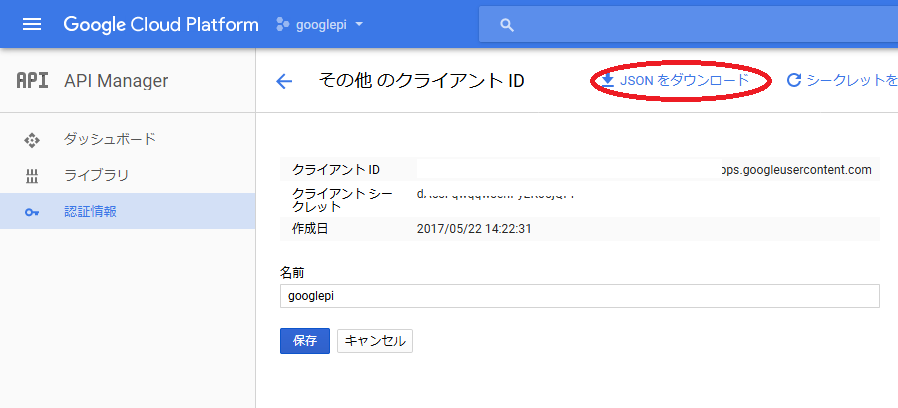 Google Cloud Platform googlepi
API API Manager
その他 のクライアント ID
JSON をダウンロード
シークレットを
ダッシュボード
ライブラリ
認証情報
クライアント ID ops.googleusercontent.com
クライアント シー
クレット
作成日 2017/05/22 14:22:31
名前
googlepi
保存 キャンセル